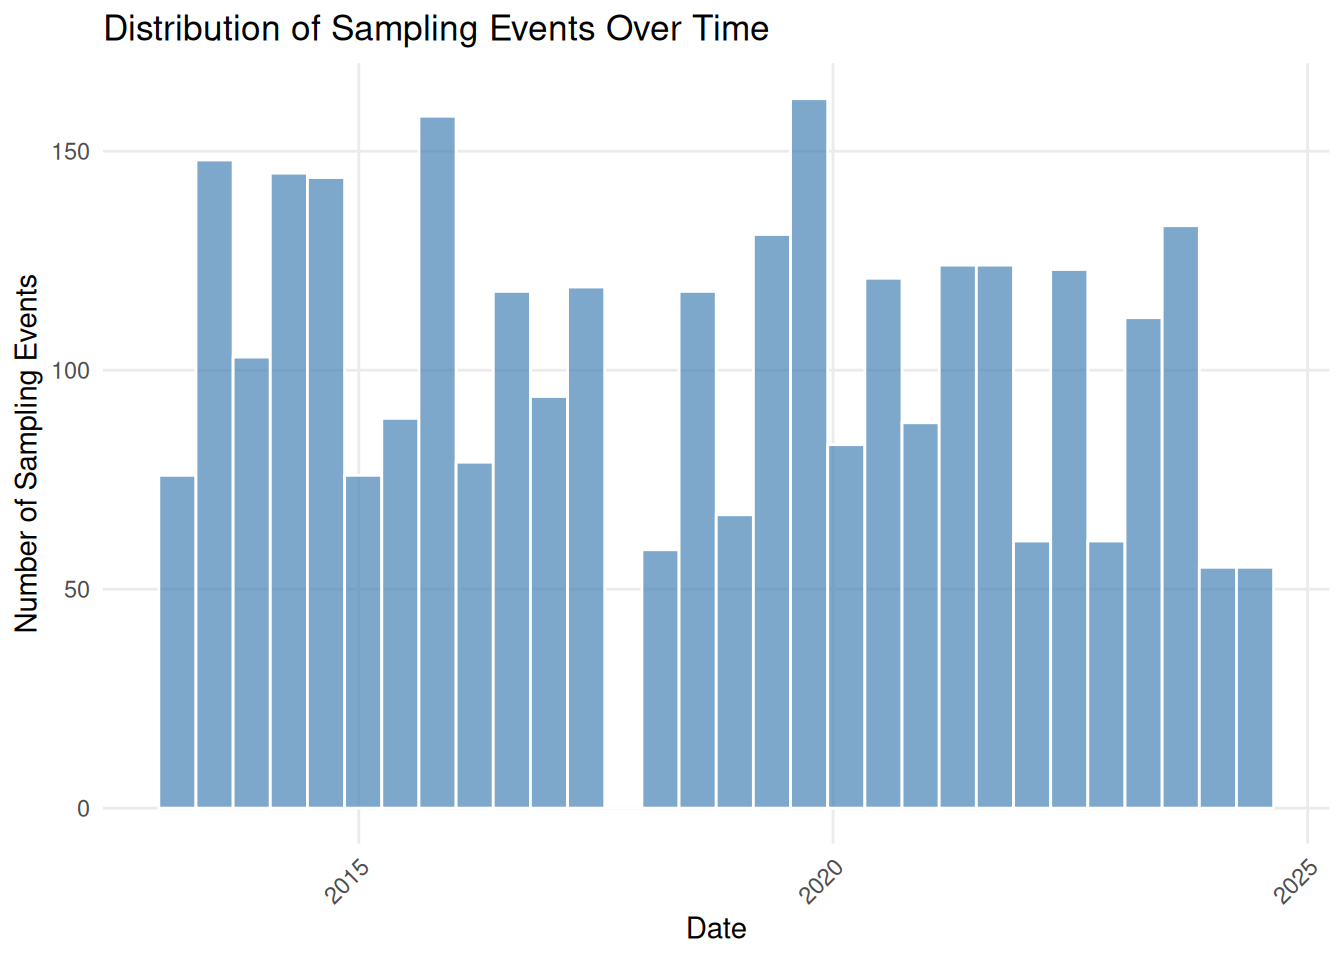 Distribution of Sampling Events Over Time
Number of Sampling Events
150
100
50
0
2015
2020
2025
Date